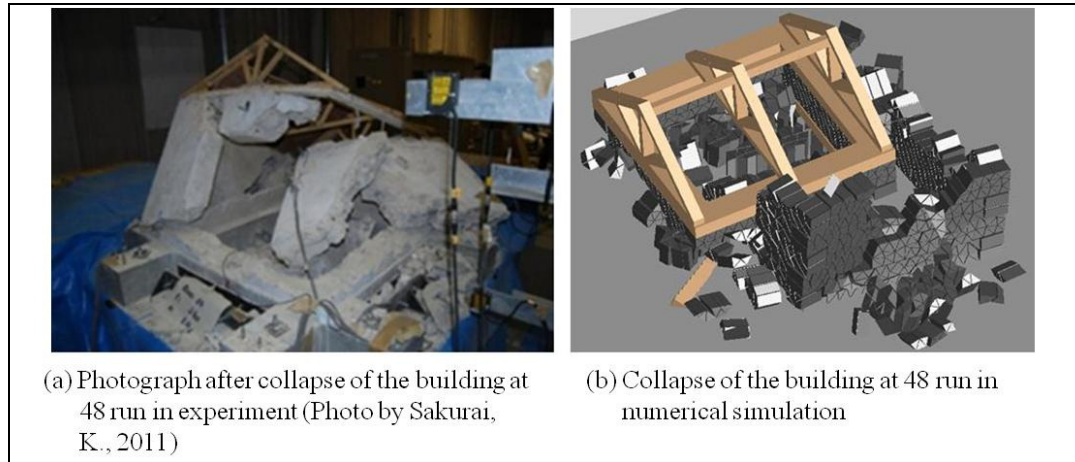 (a) Photograph after collapse of the building at
48 run in experiment (Photo by Sakurai,
K., 2011)
(b) Collapse of the building at 48 run in
numerical simulation